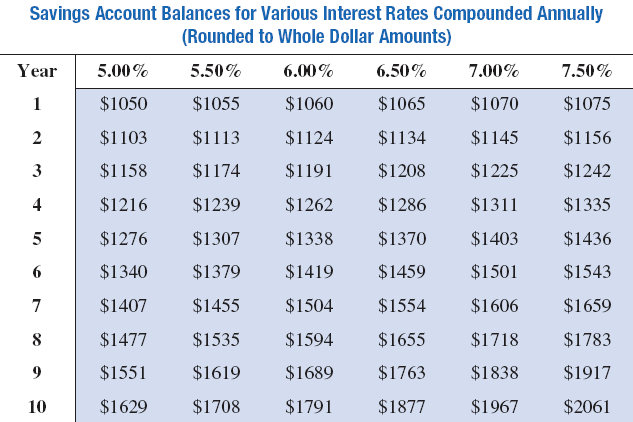 Savings Account Balances for Various Interest Rates Compounded Annually
(Rounded to Whole Dollar Amounts)
Year 5.00% 5.50% 6.00% 6.50% 7.00% 7.50%
1 $1050 $1055 $1060 $1065 $1070 $1075
2 $1103 $1113 $1124 $1134 $1145 $1156
3 $1158 $1174 $1191 $1208 $1225 $1242
4 $1216 $1239 $1262 $1286 $1311 $1335
5 $1276 $1307 $1338 $1370 $1403 $1436
6 $1340 $1379 $1419 $1459 $1501 $1543
7 $1407 $1455 $1504 $1554 $1606 $1659
8 $1477 $1535 $1594 $1655 $1718 $1783
9 $1551 $1619 $1689 $1763 $1838 $1917
10 $1629 $1708 $1791 $1877 $1967 $2061